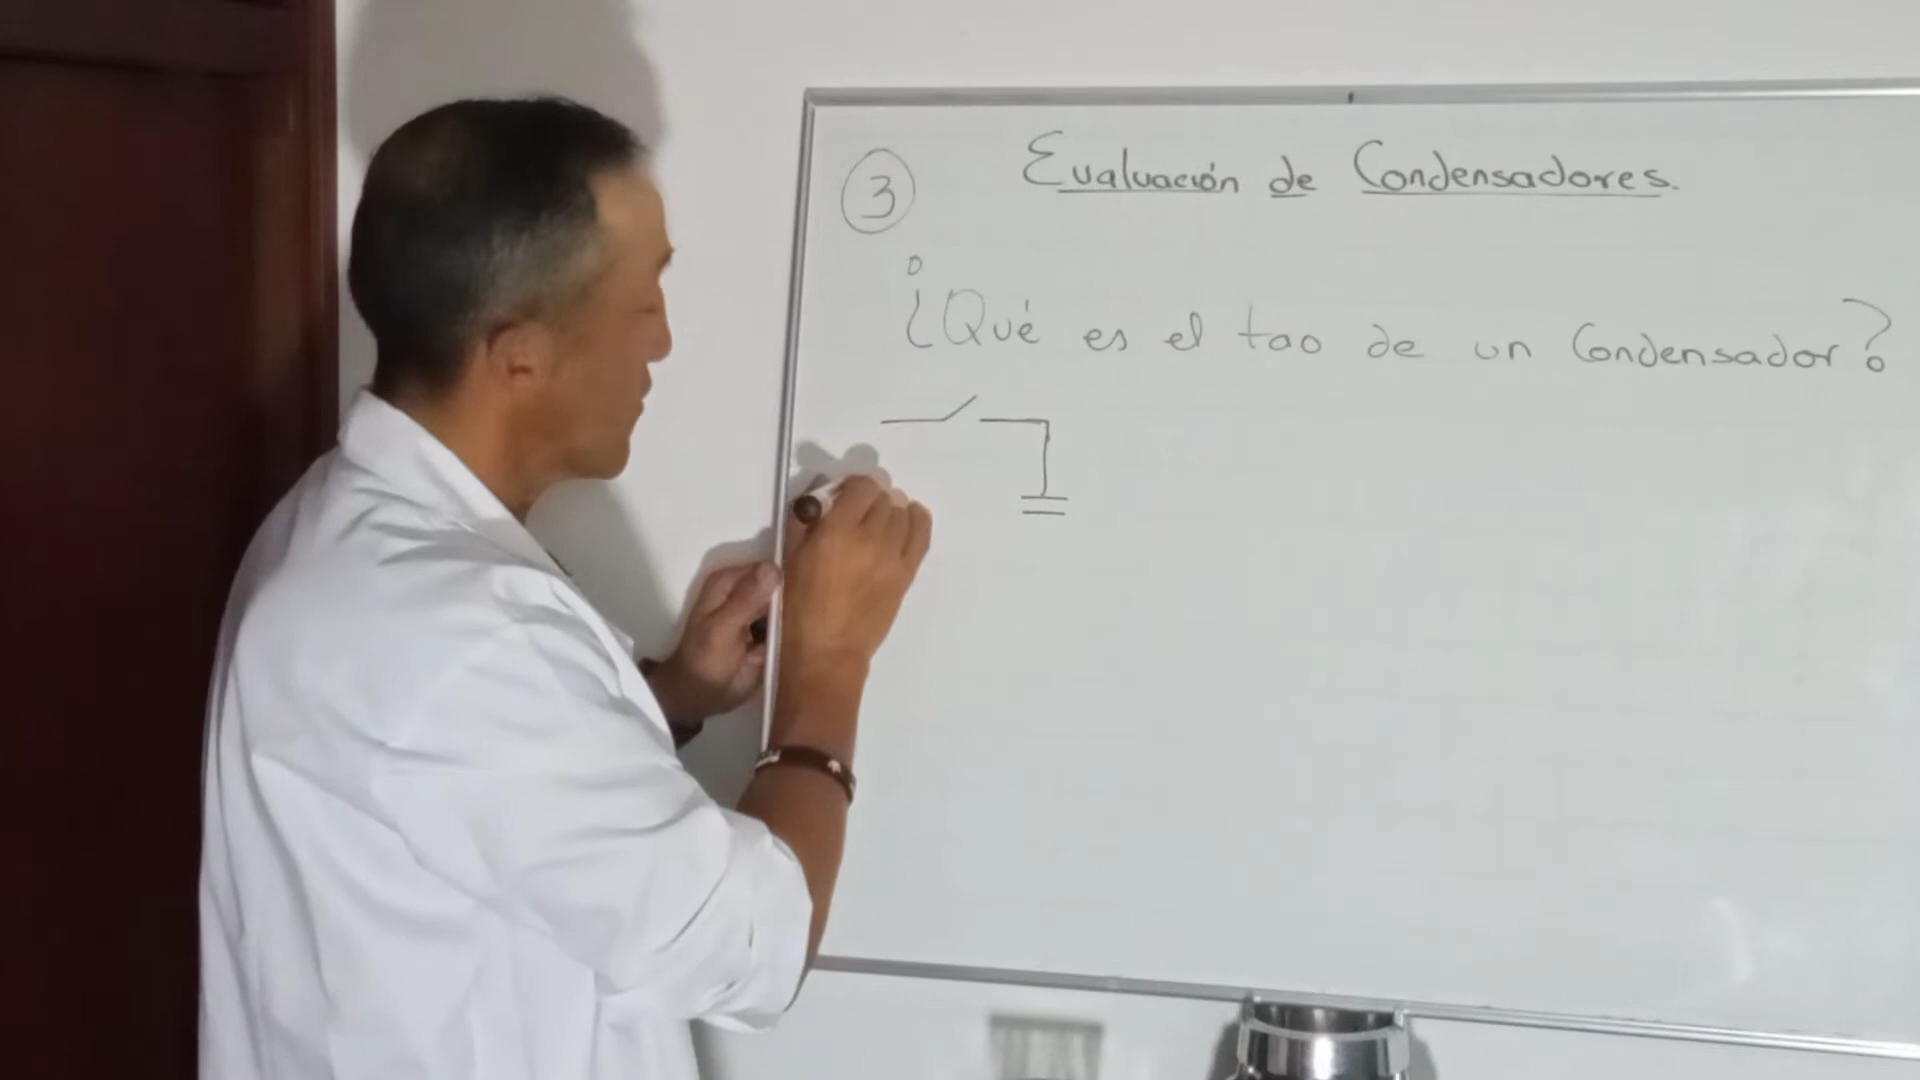 ③ Evaluación de Condensadores.
¿Qué es el tao de un Condensador?